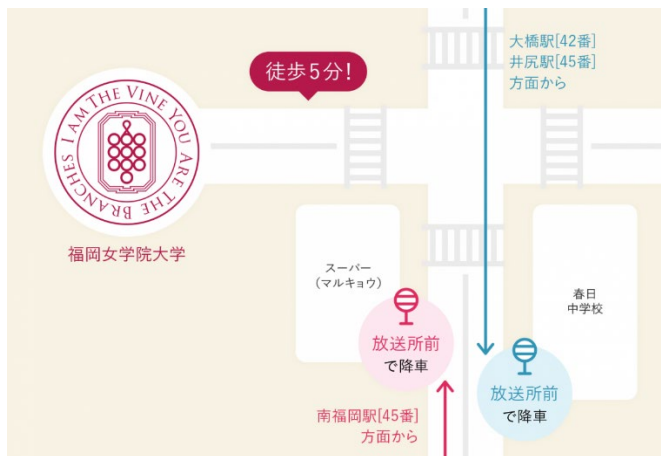 大橋駅[42番]
井尻駅[45番]
方面から
徒歩5分!
I AM THE VINE YOU ARE THE BRANCHES
福岡女学院大学
スーパー
(マルキョウ)
春日
中学校
放送所前
で降車
放送所前
で降車
南福岡駅[45番]
方面から